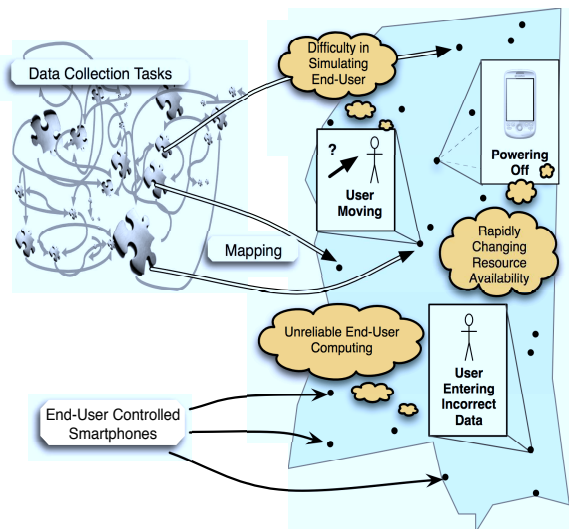 Data Collection Tasks
Difficulty in
Simulating
End-User
?
User
Moving
Powering
Off
Mapping
Rapidly
Changing
Resource
Availability
Unreliable End-User
Computing
User
Entering
Incorrect
Data
End-User Controlled
Smartphones